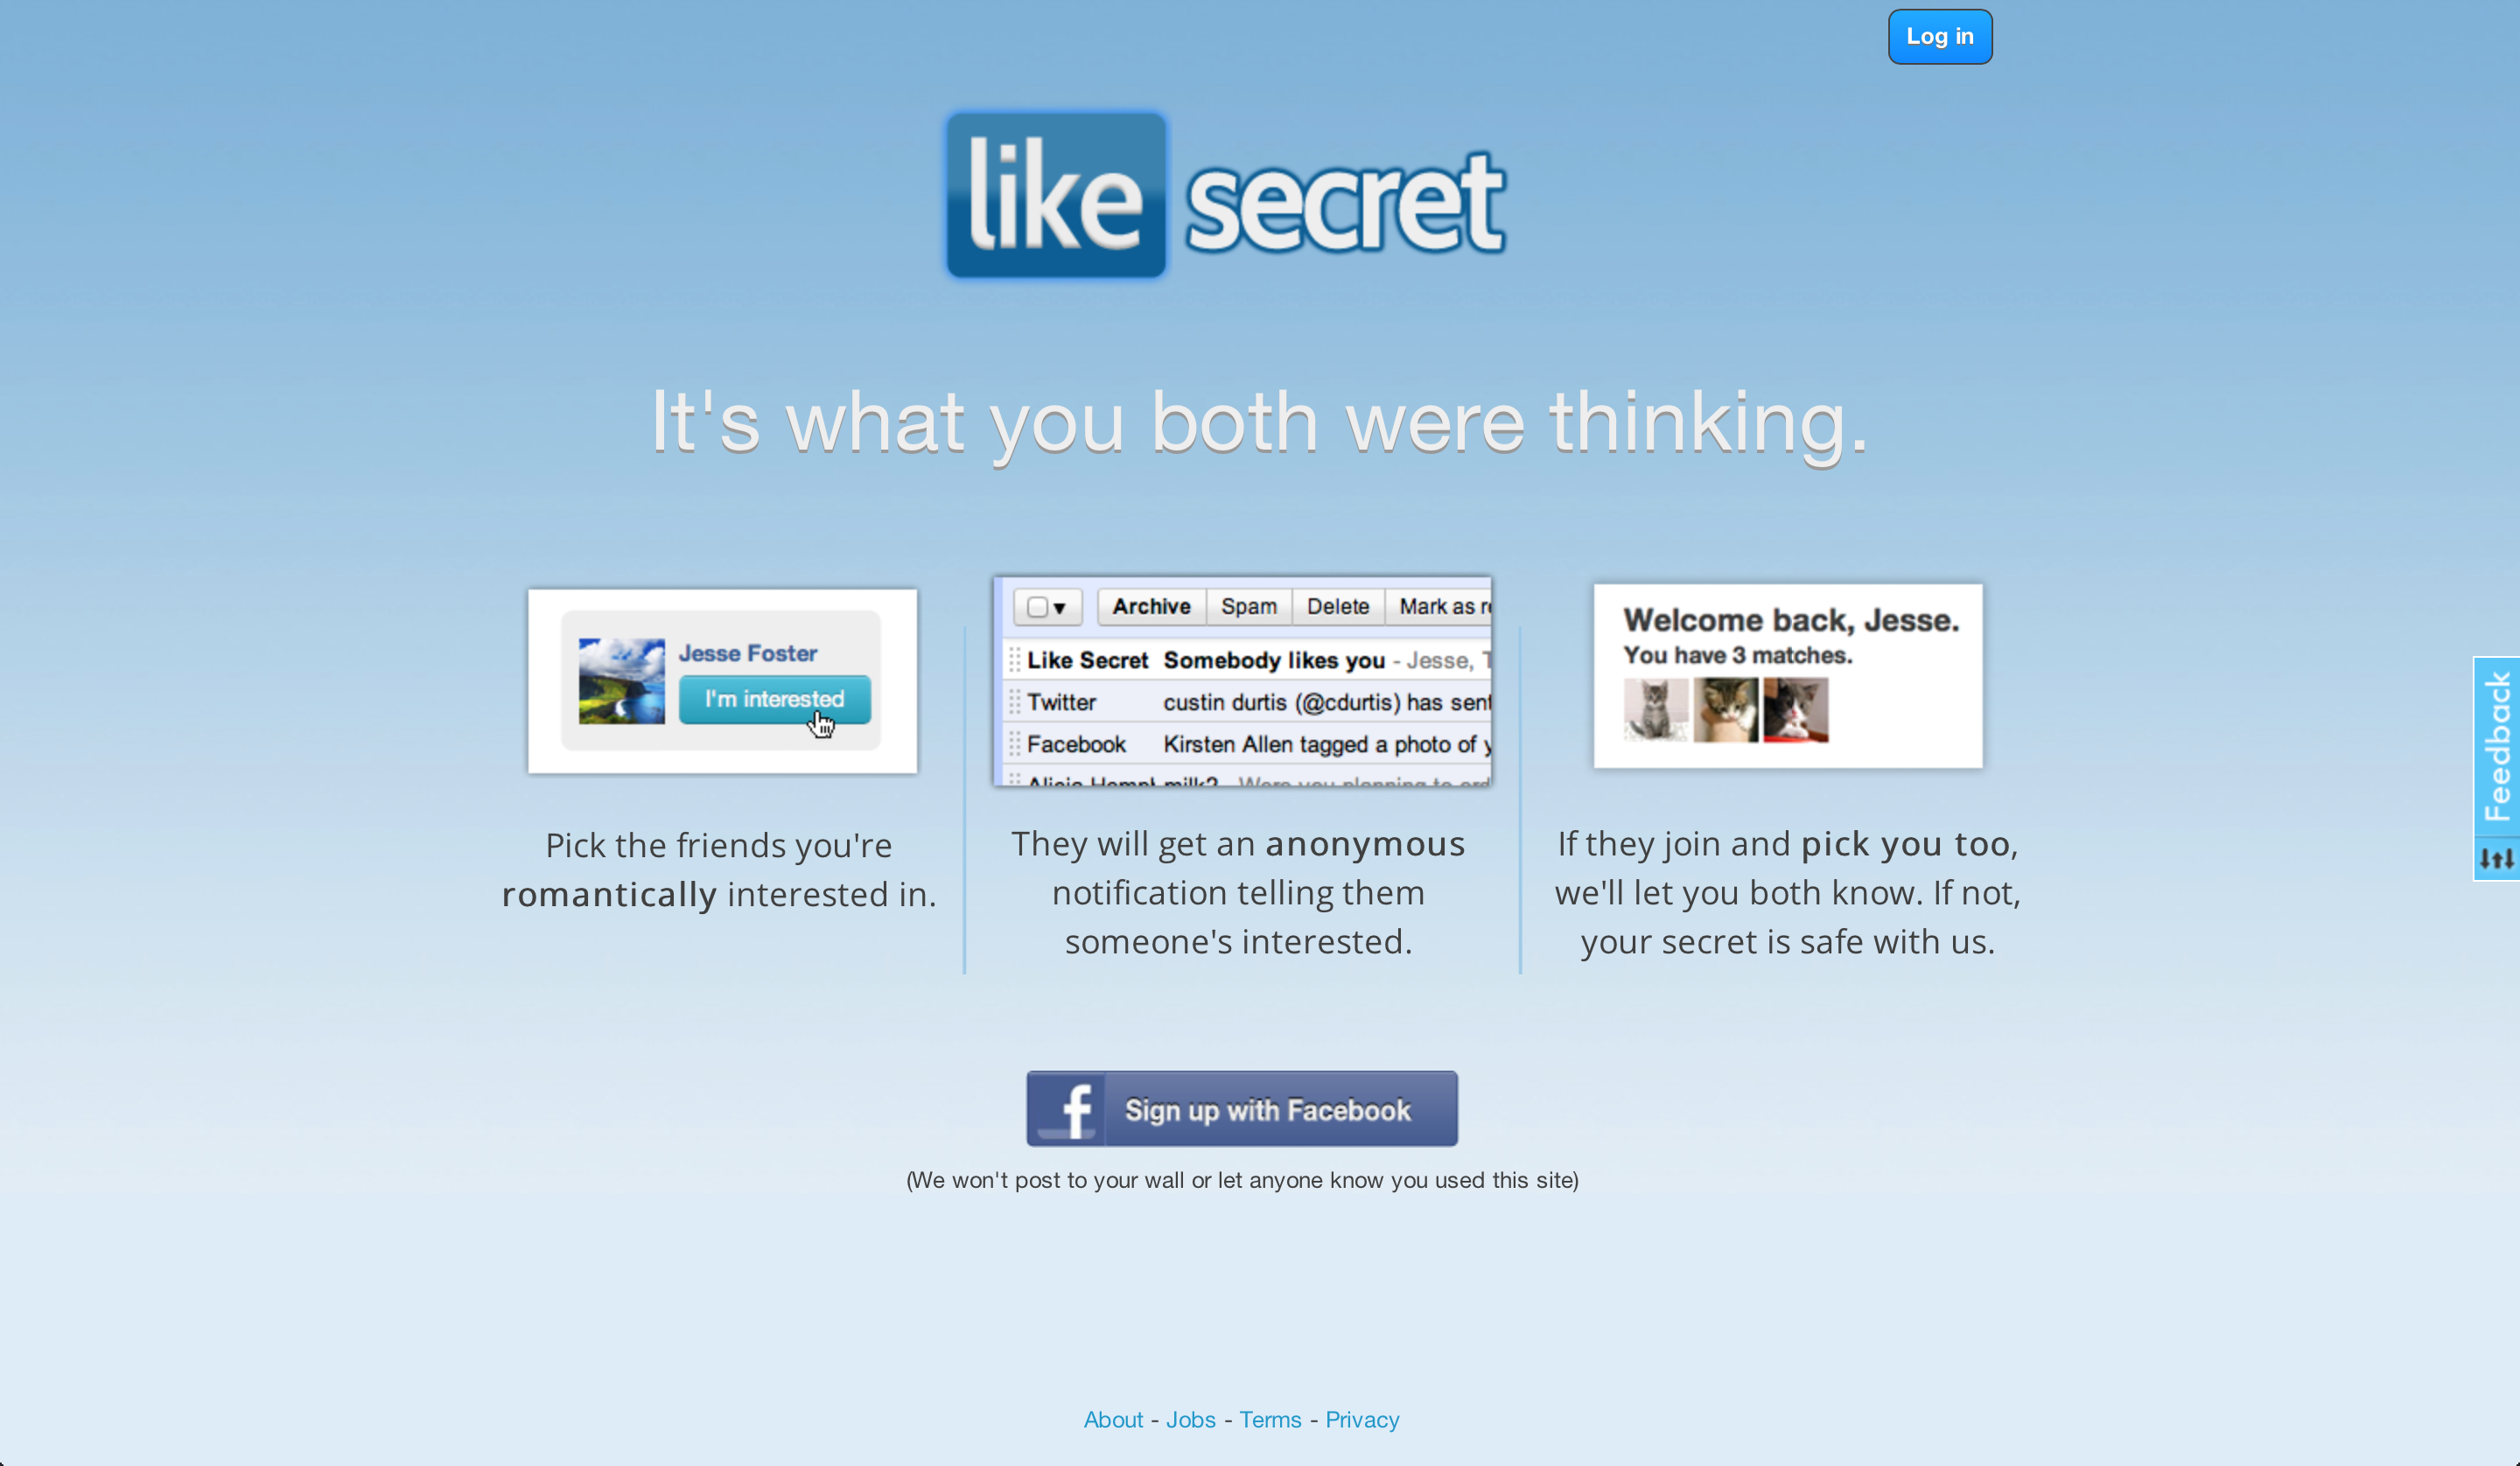 Log in
like secret
It's what you both were thinking.
Jesse Foster
I'm interested
Pick the friends you're
romantically interested in.
Archive Spam Delete Mark as re
Like Secret Somebody likes you - Jesse, T
Twitter custin durtis (@cdurtis) has sent
Facebook Kirsten Allen tagged a photo of y
They will get an anonymous
notification telling them
someone's interested.
Welcome back, Jesse.
You have 3 matches.
If they join and pick you too,
we'll let you both know. If not,
your secret is safe with us.
Feedback
f Sign up with Facebook
(We won't post to your wall or let anyone know you used this site)
About - Jobs - Terms - Privacy